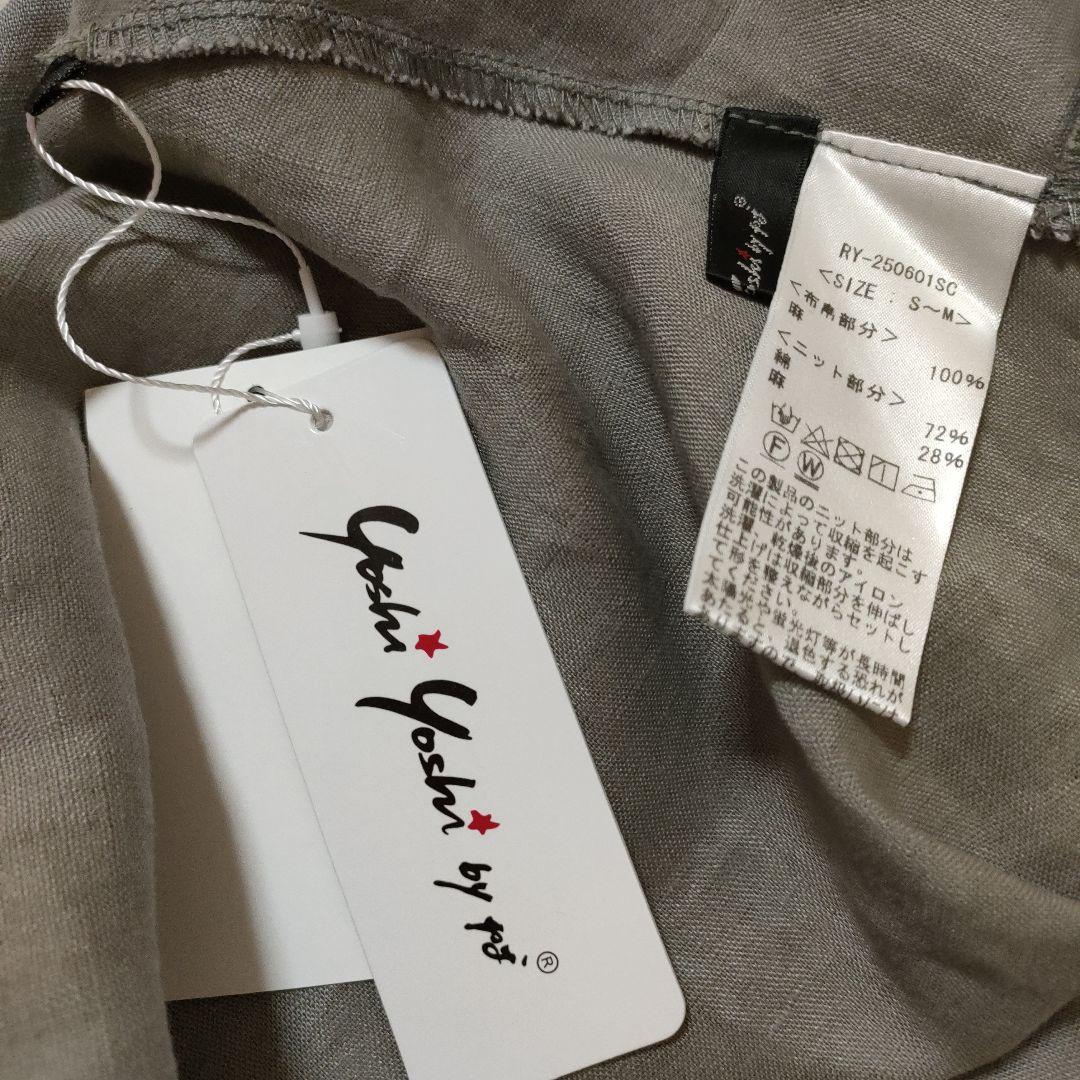 yoshi
yoshi
by
®
RY-250601SC
<SIZE : S～M>
<布帛部分>
麻 100%
<ニット部分>
綿 72%
麻 28%
F W
この製品のニット部分は
洗濯によって収縮を起こす
可能性があります。
洗濯、乾燥後のアイロン
仕上げは収縮部分を伸ばし
て形を整えながらセットし
て下さい。
太陽光や蛍光灯等が長時間
あたると、退色する恐れが